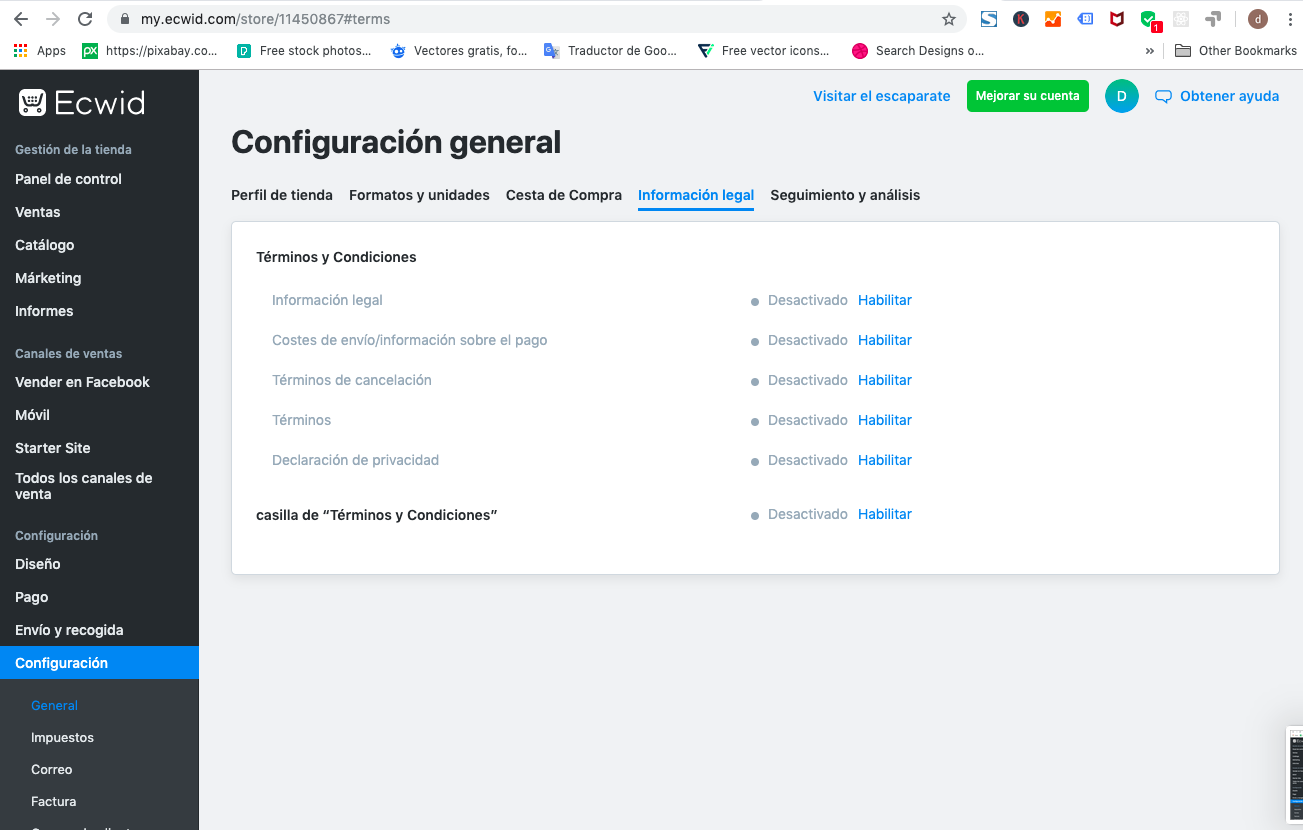 my.ecwid.com/store/11450867#terms
K
1
d
Apps
px https://pixabay.co...
Free stock photos...
Vectores gratis, fo...
Traductor de Goo...
Free vector icons...
Search Designs o...
»
Other Bookmarks
Ecwid
Visitar el escaparate
Mejorar su cuenta
D
Obtener ayuda
Configuración general
Gestión de la tienda
Panel de control
Ventas
Catálogo
Márketing
Informes
Canales de ventas
Vender en Facebook
Móvil
Starter Site
Todos los canales de
venta
Configuración
Diseño
Pago
Envío y recogida
Configuración
General
Impuestos
Correo
Factura
Perfil de tienda Formatos y unidades Cesta de Compra Información legal Seguimiento y análisis
Términos y Condiciones
Información legal Desactivado Habilitar
Costes de envío/información sobre el pago Desactivado Habilitar
Términos de cancelación Desactivado Habilitar
Términos Desactivado Habilitar
Declaración de privacidad Desactivado Habilitar
casilla de “Términos y Condiciones” Desactivado Habilitar